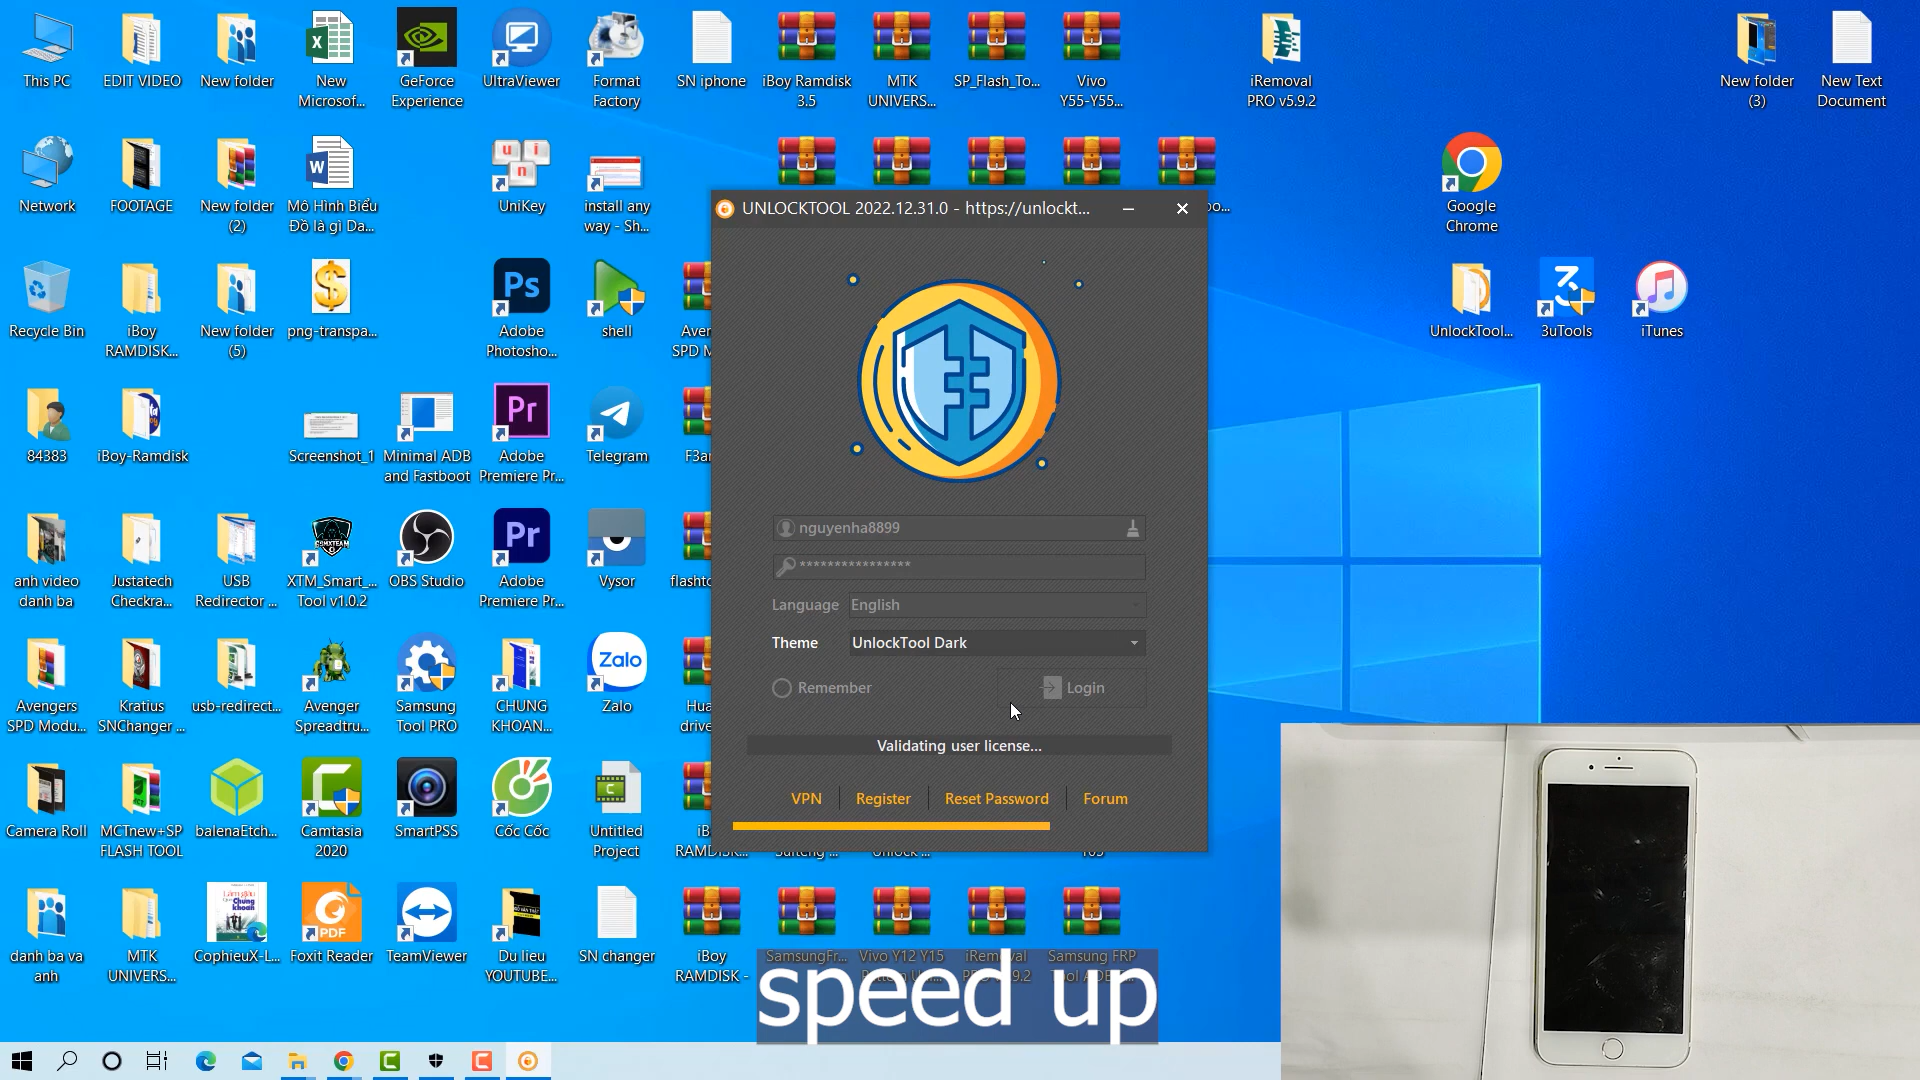 This PC
EDIT VIDEO
New folder
New
Microsof...
GeForce
Experience
UltraViewer
Format
Factory
SN iphone
iBoy Ramdisk
3.5
MTK
UNIVERS...
SP_Flash_To...
Vivo
Y55-Y55...
iRemoval
PRO v5.9.2
New folder
(3)
New Text
Document
Network
FOOTAGE
New folder
(2)
Mô Hình Biểu
Đồ là gì Da...
UniKey
install any
way - Sh...
Google
Chrome
UNLOCKTOOL 2022.12.31.0 - https://unlockt...
Recycle Bin
iBoy
RAMDISK...
New folder
(5)
png-transpa...
Adobe
Photosho...
shell
UnlockTool...
3uTools
iTunes
84383
iBoy-Ramdisk
Screenshot_1
Minimal ADB
and Fastboot
Adobe
Premiere Pr...
Telegram
anh video
danh ba
Justatech
Checkra...
USB
Redirector ...
XTM_Smart_...
Tool v1.0.2
OBS Studio
Adobe
Premiere Pr...
Vysor
nguyenha8899
****************
Language English
Theme UnlockTool Dark
Remember
Login
Validating user license...
VPN
Register
Reset Password
Forum
Avengers
SPD Modu...
Kratius
SNChanger ...
usb-redirect...
Avenger
Spreadtru...
Samsung
Tool PRO
CHUNG
KHOAN...
Zalo
Zalo
Camera Roll
MCTnew+SP
FLASH TOOL
balenaEtch...
Camtasia
2020
SmartPSS
Cốc Cốc
Untitled
Project
danh ba va
anh
MTK
UNIVERS...
CophieuX-L...
Foxit Reader
TeamViewer
Du lieu
YOUTUBE...
SN changer
iBoy
RAMDISK -
SamsungFr...
Vivo Y12 Y15
Samsung FRP
speed up